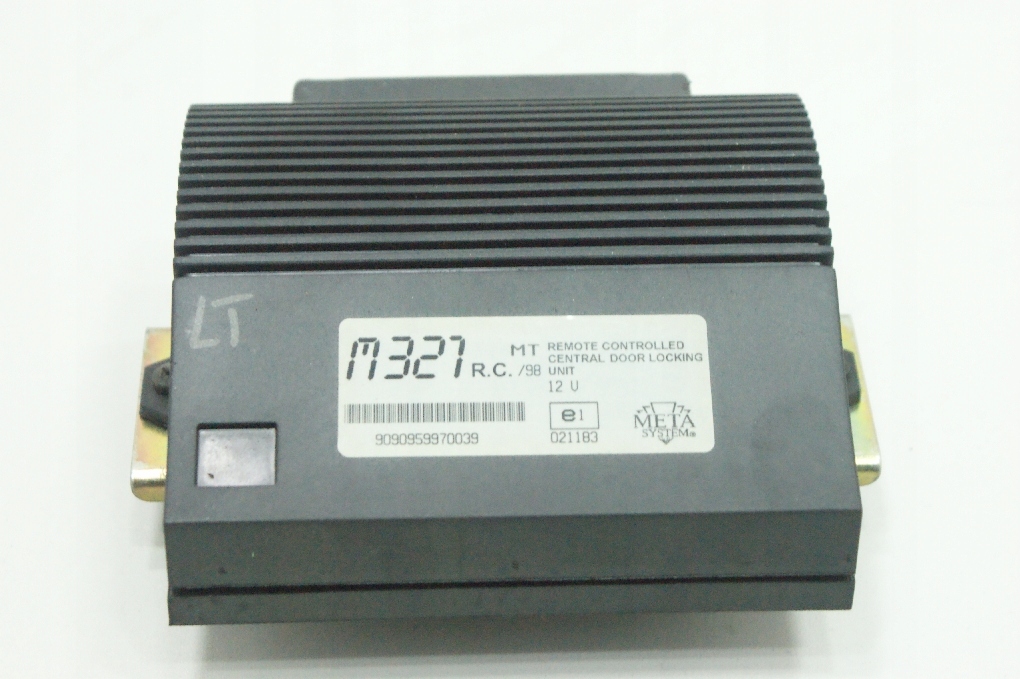 LT
M327 R.C. MT /98
REMOTE CONTROLLED
CENTRAL DOOR LOCKING
UNIT
12 V
9090959970039
e1
021183
META
SYSTEM®